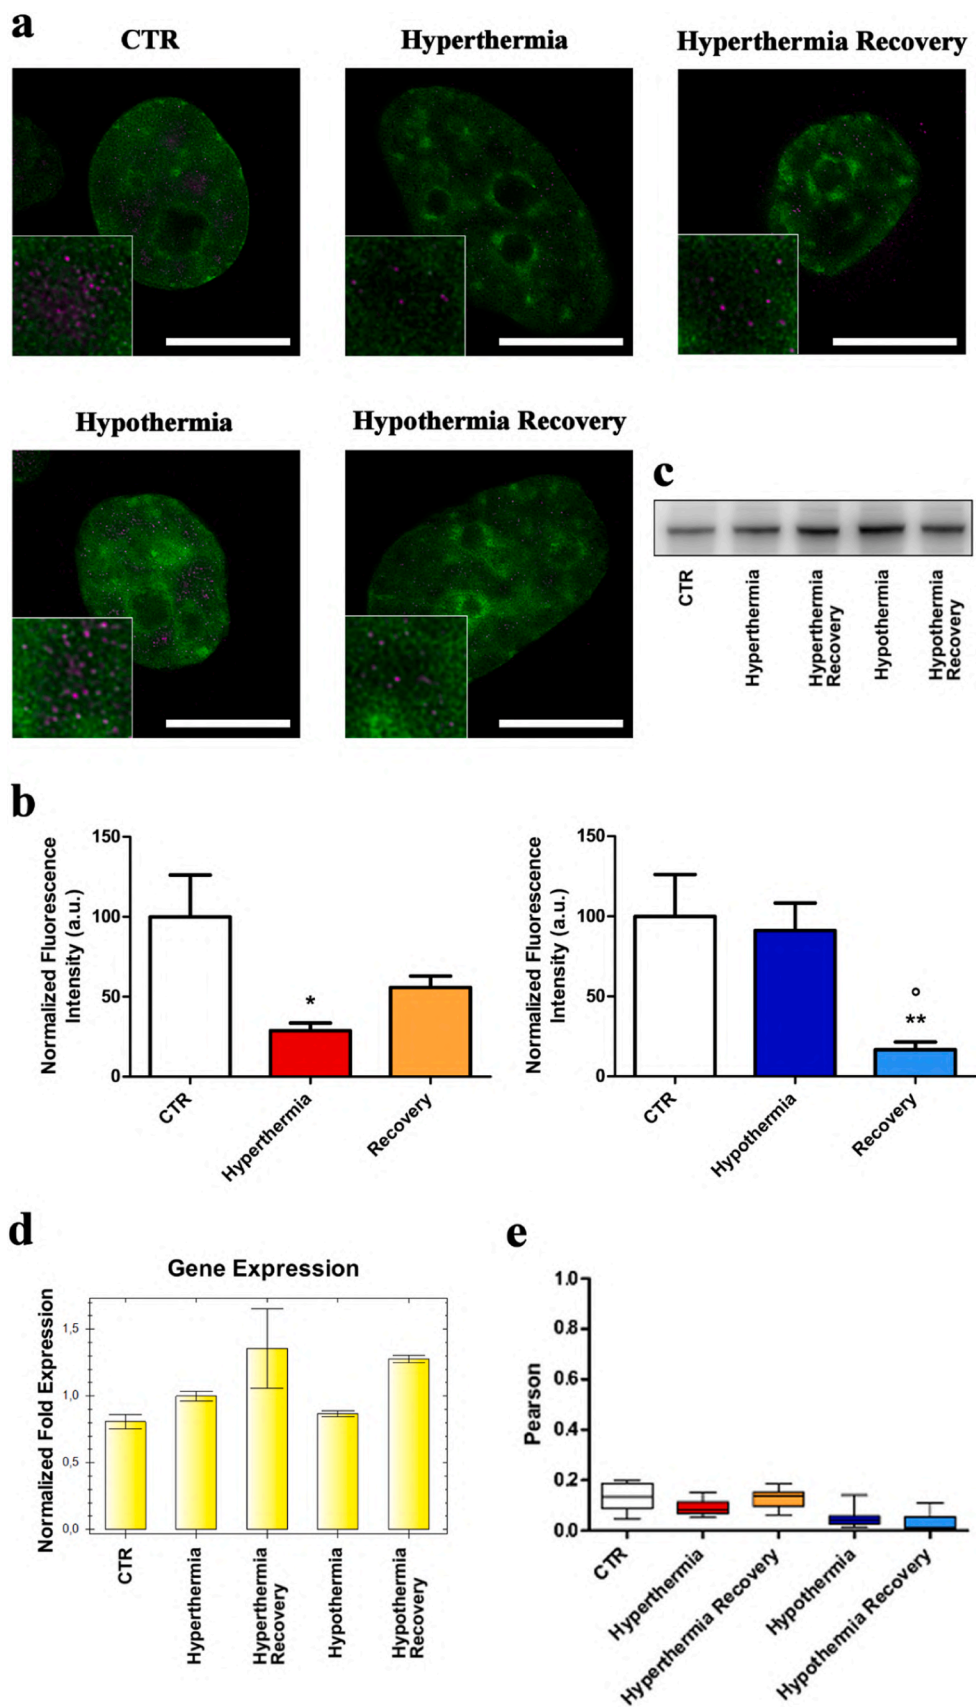 a
CTR
Hyperthermia
Hyperthermia Recovery
Hypothermia
Hypothermia Recovery
c
CTR
Hyperthermia
Hyperthermia
Recovery
Hypothermia
Hypothermia
Recovery
b
Normalized Fluorescence
Intensity (a.u.)
150
100
50
0
*
CTR
Hyperthermia
Recovery
Normalized Fluorescence
Intensity (a.u.)
150
100
50
0
°
**
CTR
Hypothermia
Recovery
d
Gene Expression
Normalized Fold Expression
1,5
1,0
0,5
0,0
CTR
Hyperthermia
Hyperthermia
Recovery
Hypothermia
Hypothermia
Recovery
e
Pearson
1.0
0.8
0.6
0.4
0.2
0.0
CTR
Hyperthermia
Hyperthermia Recovery
Hypothermia
Hypothermia Recovery